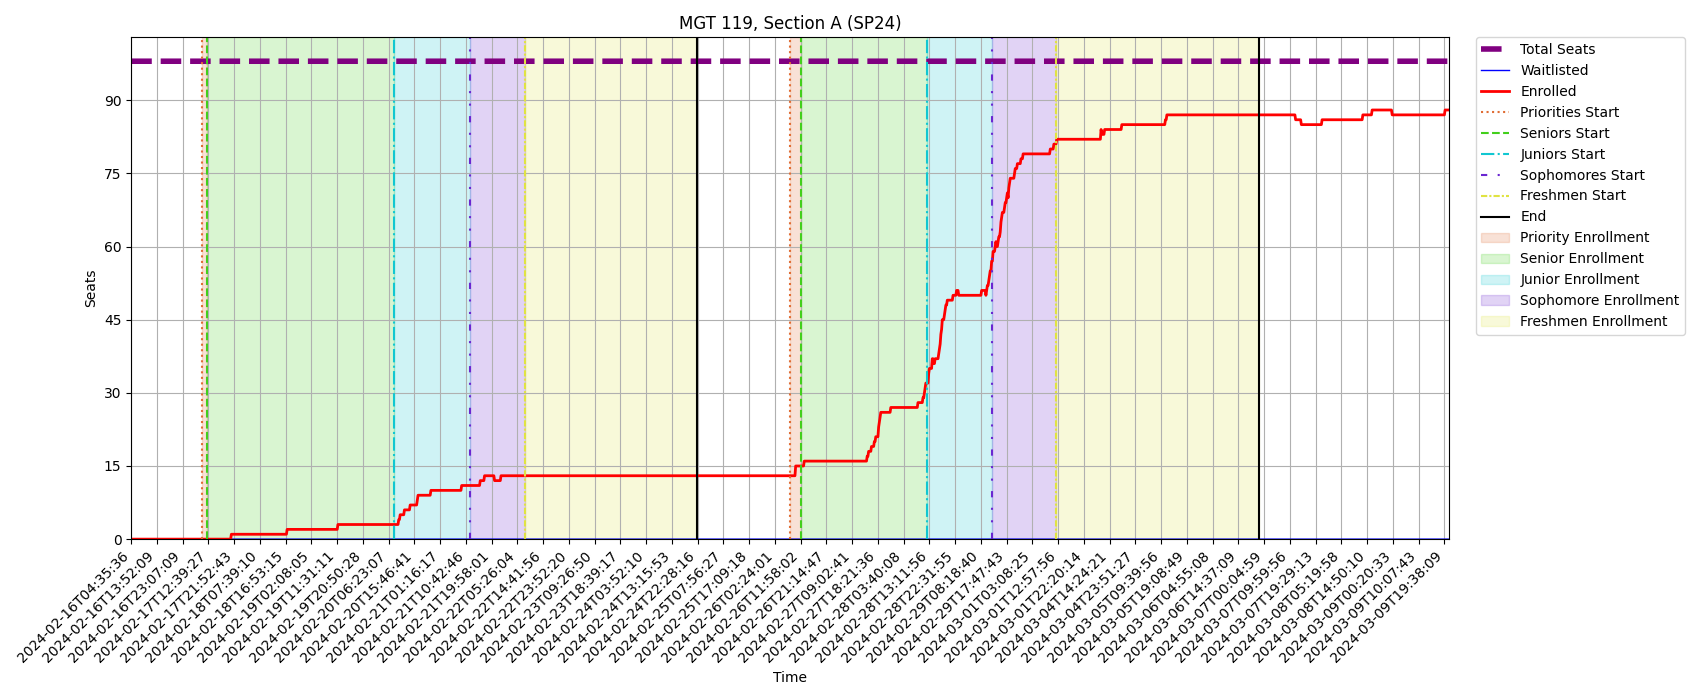 MGT 119, Section A (SP24)
Seats
90
75
60
45
30
15
0
2024-02-16T04:35:36
2024-02-16T13:52:09
2024-02-16T23:07:09
2024-02-17T12:39:27
2024-02-17T21:52:43
2024-02-18T07:39:10
2024-02-18T16:53:15
2024-02-19T02:08:05
2024-02-19T11:31:11
2024-02-19T20:50:28
2024-02-20T06:23:07
2024-02-20T15:46:41
2024-02-21T01:16:17
2024-02-21T10:42:46
2024-02-21T19:58:01
2024-02-22T05:26:04
2024-02-22T14:41:56
2024-02-22T23:52:20
2024-02-23T09:26:50
2024-02-23T18:39:17
2024-02-24T03:52:10
2024-02-24T13:15:53
2024-02-24T22:28:16
2024-02-25T07:56:27
2024-02-25T17:09:18
2024-02-26T02:24:01
2024-02-26T11:58:02
2024-02-26T21:14:47
2024-02-27T09:02:41
2024-02-27T18:21:36
2024-02-28T03:40:08
2024-02-28T13:11:56
2024-02-28T22:31:55
2024-02-29T08:18:40
2024-02-29T17:47:43
2024-03-01T03:08:25
2024-03-01T12:57:56
2024-03-01T22:20:14
2024-03-04T14:24:21
2024-03-04T23:51:27
2024-03-05T09:39:56
2024-03-05T19:08:49
2024-03-06T04:55:08
2024-03-06T14:37:09
2024-03-07T00:04:59
2024-03-07T09:59:56
2024-03-07T19:29:13
2024-03-08T05:19:58
2024-03-08T14:50:10
2024-03-09T00:20:33
2024-03-09T10:07:43
2024-03-09T19:38:09
Time
Total Seats
Waitlisted
Enrolled
Priorities Start
Seniors Start
Juniors Start
Sophomores Start
Freshmen Start
End
Priority Enrollment
Senior Enrollment
Junior Enrollment
Sophomore Enrollment
Freshmen Enrollment